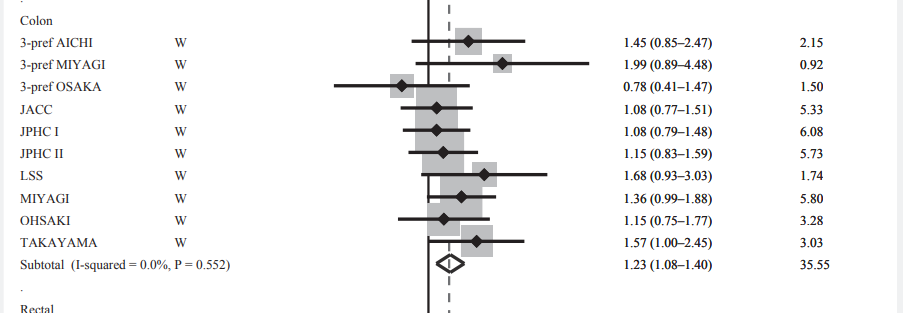 .
Colon
3-pref AICHI W 1.45 (0.85–2.47) 2.15
3-pref MIYAGI W 1.99 (0.89–4.48) 0.92
3-pref OSAKA W 0.78 (0.41–1.47) 1.50
JACC W 1.08 (0.77–1.51) 5.33
JPHC I W 1.08 (0.79–1.48) 6.08
JPHC II W 1.15 (0.83–1.59) 5.73
LSS W 1.68 (0.93–3.03) 1.74
MIYAGI W 1.36 (0.99–1.88) 5.80
OHSAKI W 1.15 (0.75–1.77) 3.28
TAKAYAMA W 1.57 (1.00–2.45) 3.03
Subtotal (I-squared = 0.0%, P = 0.552) 1.23 (1.08–1.40) 35.55
.
Rectal